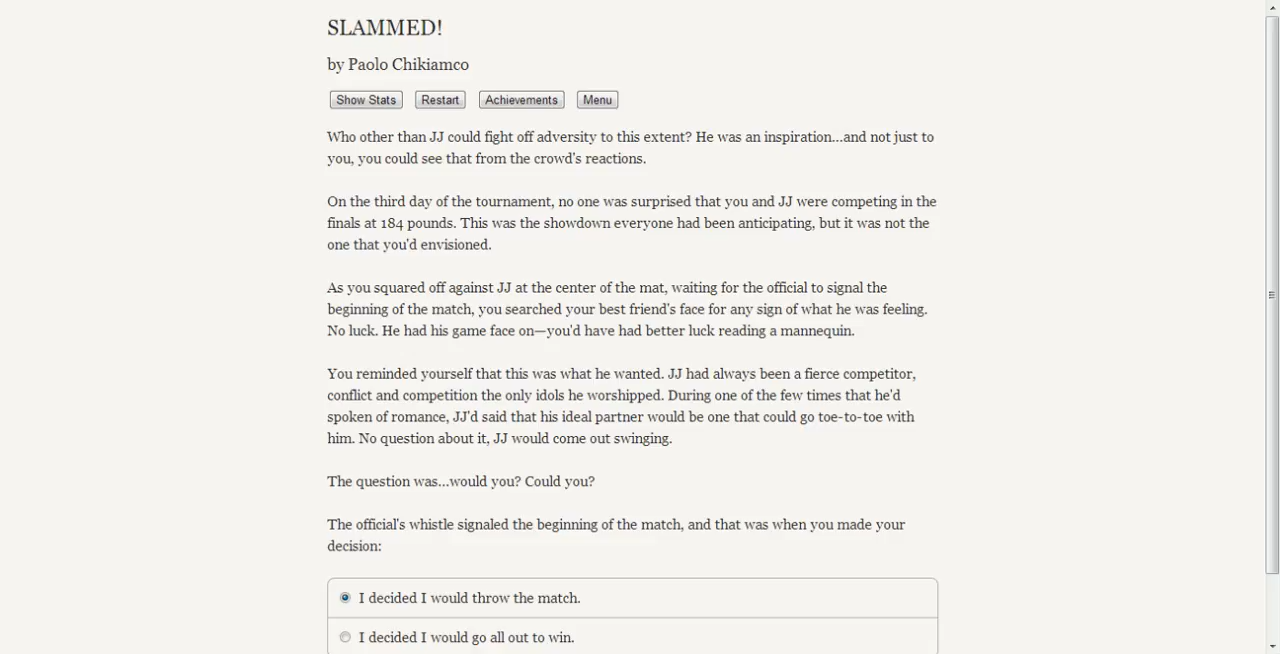 SLAMMED!
by Paolo Chikiamco
Show Stats Restart Achievements Menu
Who other than JJ could fight off adversity to this extent? He was an inspiration...and not just to
you, you could see that from the crowd's reactions.
On the third day of the tournament, no one was surprised that you and JJ were competing in the
finals at 184 pounds. This was the showdown everyone had been anticipating, but it was not the
one that you'd envisioned.
As you squared off against JJ at the center of the mat, waiting for the official to signal the
beginning of the match, you searched your best friend's face for any sign of what he was feeling.
No luck. He had his game face on—you'd have had better luck reading a mannequin.
You reminded yourself that this was what he wanted. JJ had always been a fierce competitor,
conflict and competition the only idols he worshipped. During one of the few times that he'd
spoken of romance, JJ'd said that his ideal partner would be one that could go toe-to-toe with
him. No question about it, JJ would come out swinging.
The question was...would you? Could you?
The official's whistle signaled the beginning of the match, and that was when you made your
decision:
I decided I would throw the match.
I decided I would go all out to win.